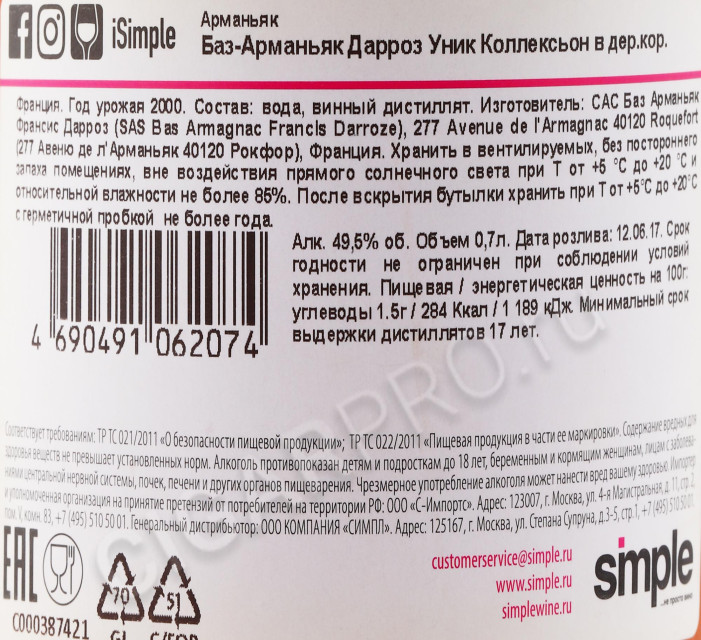 iSimple
Арманьяк
Баз-Арманьяк Дарроз Уник Коллексьон в дер.кор.
Франция. Год урожая 2000. Состав: вода, винный дистиллят. Изготовитель: САС Баз Арманьяк
Франсис Дарроз (SAS Bas Armagnac Francis Darroze), 277 Avenue de l'Armagnac 40120 Roquefort
(277 Авеню де л'Арманьяк 40120 Рокфор), Франция. Хранить в вентилируемых, без постороннего
запаха помещениях, вне воздействия прямого солнечного света при Т от +5 °С до +20 °С и
относительной влажности не более 85%. После вскрытия бутылки хранить при Т от +5°С до +20°С
с герметичной пробкой не более года.
Алк. 49,5% об. Объем 0,7л. Дата розлива: 12.06.17. Срок
годности не ограничен при соблюдении условий
хранения. Пищевая / энергетическая ценность на 100г:
углеводы 1.5г / 284 Ккал / 1 189 кДж. Минимальный срок
выдержки дистиллятов 17 лет.
4 690491 062074
Соответствует требованиям: ТР ТС 021/2011 «О безопасности пищевой продукции»; ТР ТС 022/2011 «Пищевая продукция в части ее маркировки». Содержание вредных для
здоровья веществ не превышает установленных норм. Алкоголь противопоказан детям и подросткам до 18 лет, беременным и кормящим женщинам, лицам с заболева-
ниями центральной нервной системы, почек, печени и других органов пищеварения. Чрезмерное употребление алкоголя может нанести вред вашему здоровью. Импортер
и уполномоченная организация на принятие претензий от потребителей на территории РФ: ООО «С-Импортс». Адрес: 123007, г. Москва, ул. 4-я Магистральная, д. 11, стр. 2,
пом. V, комн. 83, +7 (495) 510 50 01. Генеральный дистрибьютор: ООО КОМПАНИЯ «СИМПЛ». Адрес: 125167, г. Москва, ул. Степана Супруна, д.3-5, стр.1, +7 (495) 510 50 01
EAC
C000387421
70
GL
51
C/FOR
customerservice@simple.ru
www.simple.ru
simplewine.ru
simple
...не просто вино
©CIGARPRO.ru